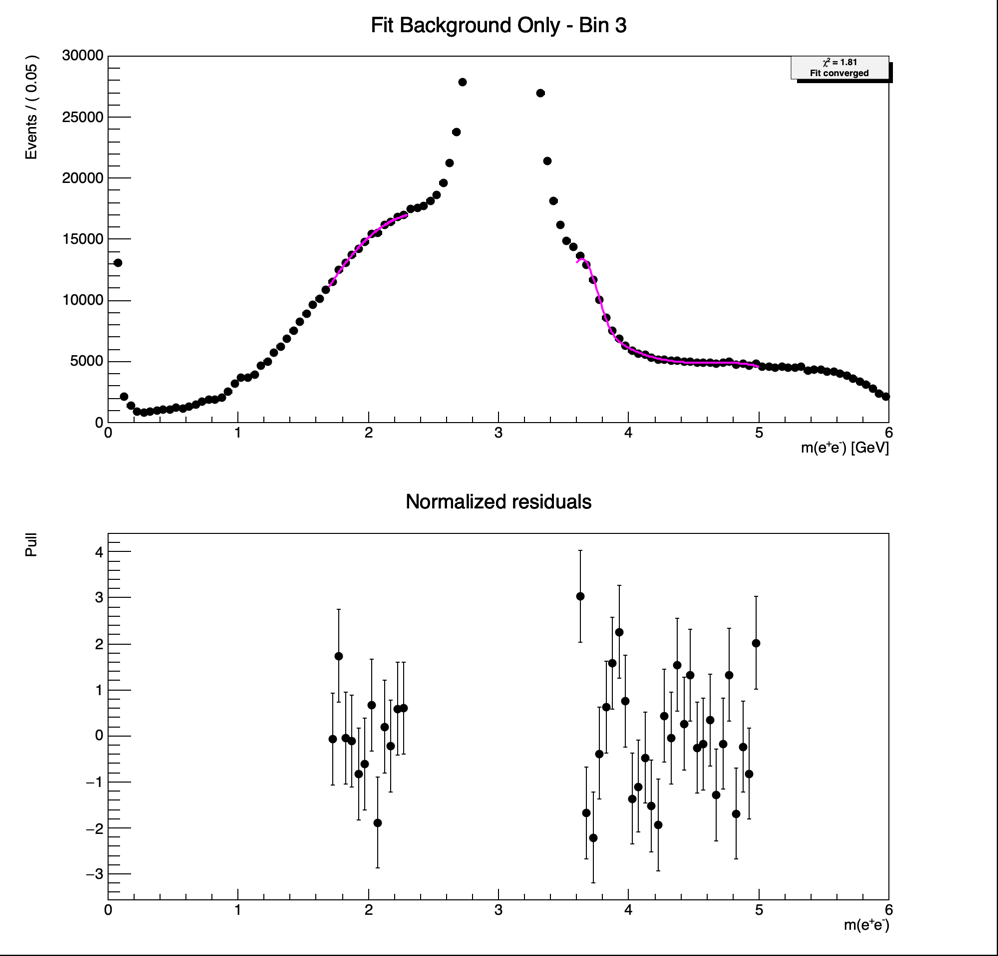 Fit Background Only - Bin 3
Events / ( 0.05 )
χ² = 1.81
Fit converged
30000
25000
20000
15000
10000
5000
0
0 1 2 3 4 5 6
m(e⁺e⁻) [GeV]
Normalized residuals
Pull
4
3
2
1
0
−1
−2
−3
0 1 2 3 4 5 6
m(e⁺e⁻)